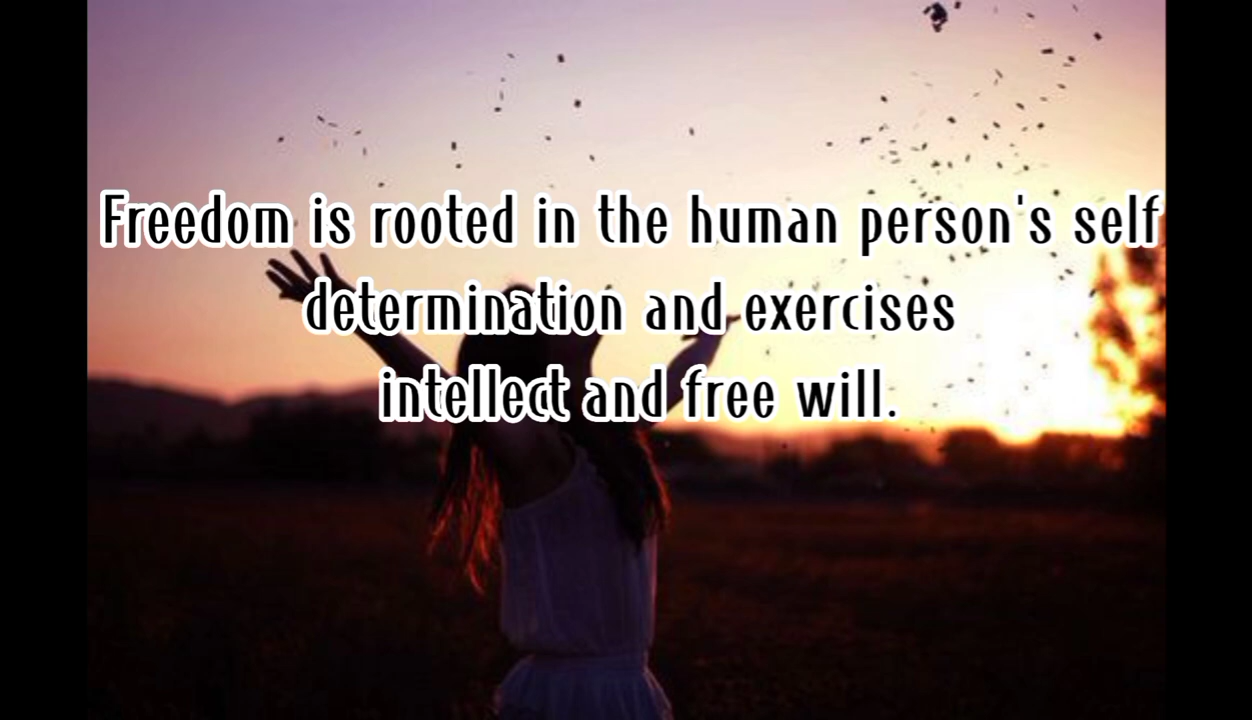 Freedom is rooted in the human person's self
determination and exercises
intellect and free will.